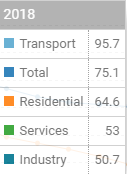 2018
Transport 95.7
Total 75.1
Residential 64.6
Services 53
Industry 50.7